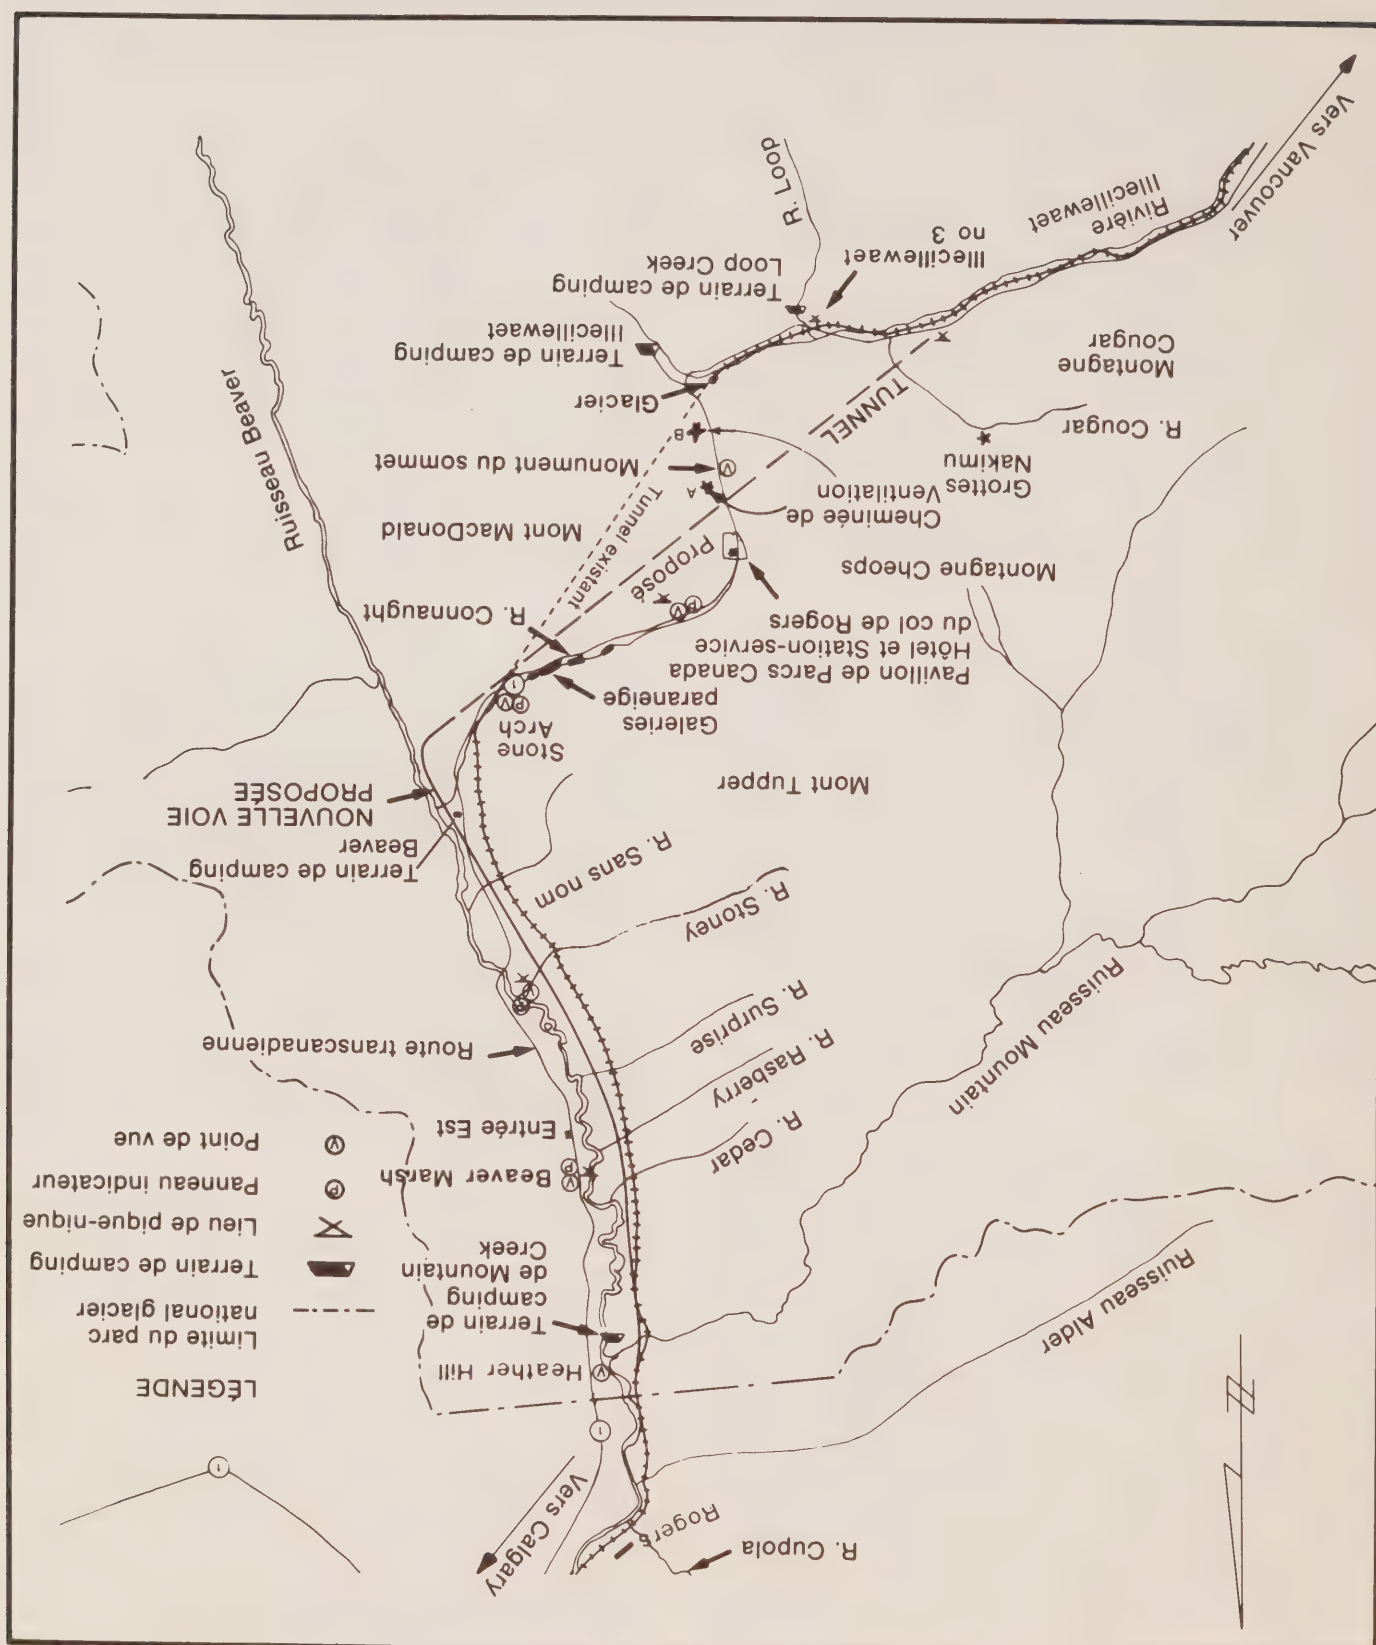 R. Cupola
Rogers
Vers Calgary
1
1
Ruisseau Alder
LÉGENDE
Limite du parc
national glacier
Terrain de camping
Lieu de pique-nique
P
Panneau indicateur
V
Point de vue
V
Heather Hill
Terrain de
camping
de Mountain
Creek
V
P
Beaver Marsh
Entrée Est
R. Cedar
R. Rasberry
R. Surprise
Ruisseau Mountain
Route transcanadienne
V
P
R. Stoney
R. Sans nom
Terrain de camping
Beaver
NOUVELLE VOIE
PROPOSÉE
Mont Tupper
Stone
Arch
P
V
1
Galeries
paraneige
Pavillon de Parcs Canada
Hôtel et Station-service
du col de Rogers
R. Connaught
P
V
Proposé
Tunnel existant
Montagne Cheops
Mont MacDonald
Cheminée de
Ventilation
A
V
Monument du sommet
B
Grottes
Nakimu
R. Cougar
TUNNEL
Glacier
Montagne
Cougar
Terrain de camping
Illecillewaet
Terrain de camping
Loop Creek
Illecillewaet
no 3
Rivière
Illecillewaet
R. Loop
Ruisseau Beaver
Vers Vancouver
N